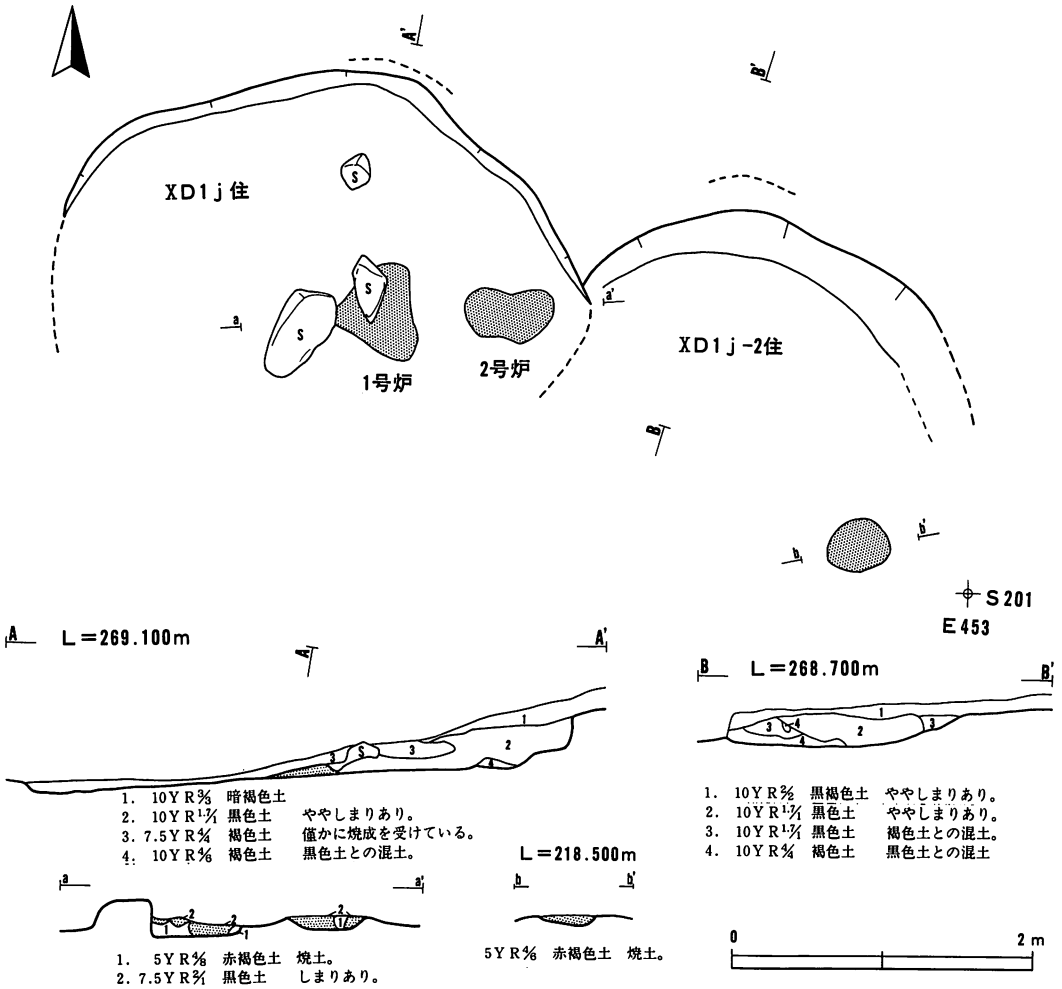 A'
B'
S
ⅩD1j住
S
S
a
a'
1号炉
2号炉
ⅩD1j-2住
B
b
b'
S201
E453
A
L=269.100m
A
A'
1
2
3
3
S
4
B
L=268.700m
B'
1
2
3
3
4
4
1. 10YR3/3 暗褐色土
2. 10YR1.7/1 黒色土 ややしまりあり。
3. 7.5YR4/4 褐色土 僅かに焼成を受けている。
4. 10YR4/6 褐色土 黒色土との混土。
1. 10YR2/2 黒褐色土 ややしまりあり。
2. 10YR1.7/1 黒色土 ややしまりあり。
3. 10YR1.7/1 黒色土 褐色土との混土。
4. 10YR4/4 褐色土 黒色土との混土
a
a'
2
2
2
1
1
1
1. 5YR4/8 赤褐色土 焼土。
2. 7.5YR2/1 黒色土 しまりあり。
L=218.500m
b
b'
5YR4/8 赤褐色土 焼土。
0
2m